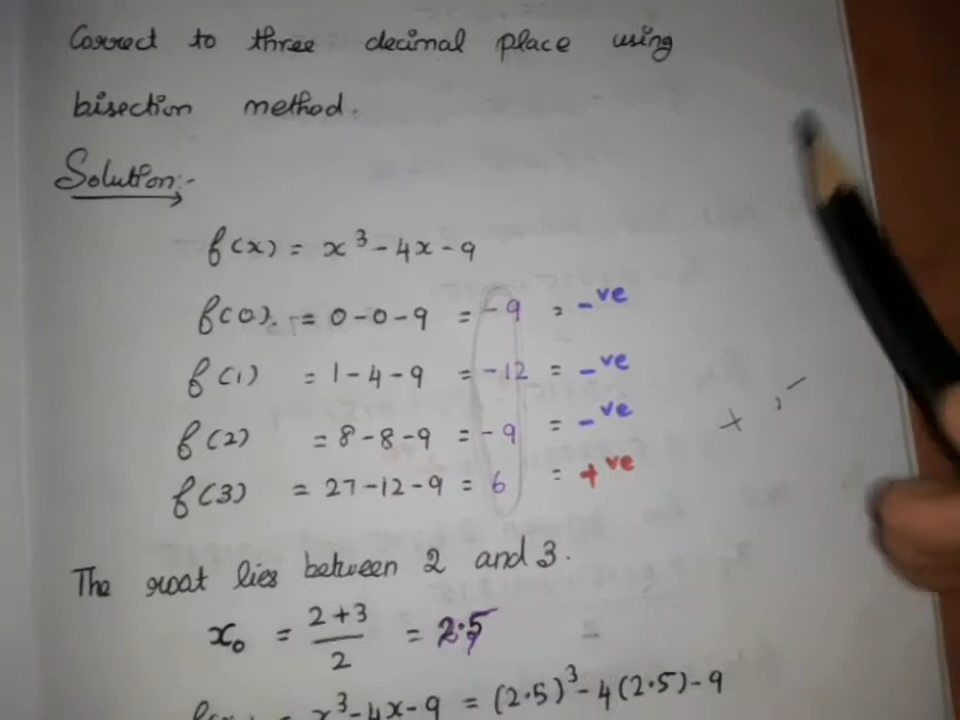 Correct to three decimal place using
bisection method.
Solution:-
f(x) = x³ - 4x - 9
f(0) = 0-0-9 = -9 = -ve
f(1) = 1-4-9 = -12 = -ve
f(2) = 8-8-9 = -9 = -ve
+ , -
f(3) = 27-12-9 = 6 = +ve
The root lies between 2 and 3.
x₀ = 2+3/2 = 2.5
= x³-4x-9 = (2.5)³-4(2.5)-9